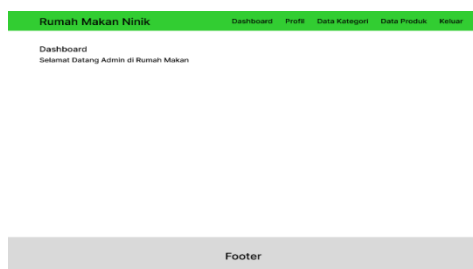 Rumah Makan Ninik
Dashboard Profil Data Kategori Data Produk Keluar
Dashboard
Selamat Datang Admin di Rumah Makan
Footer